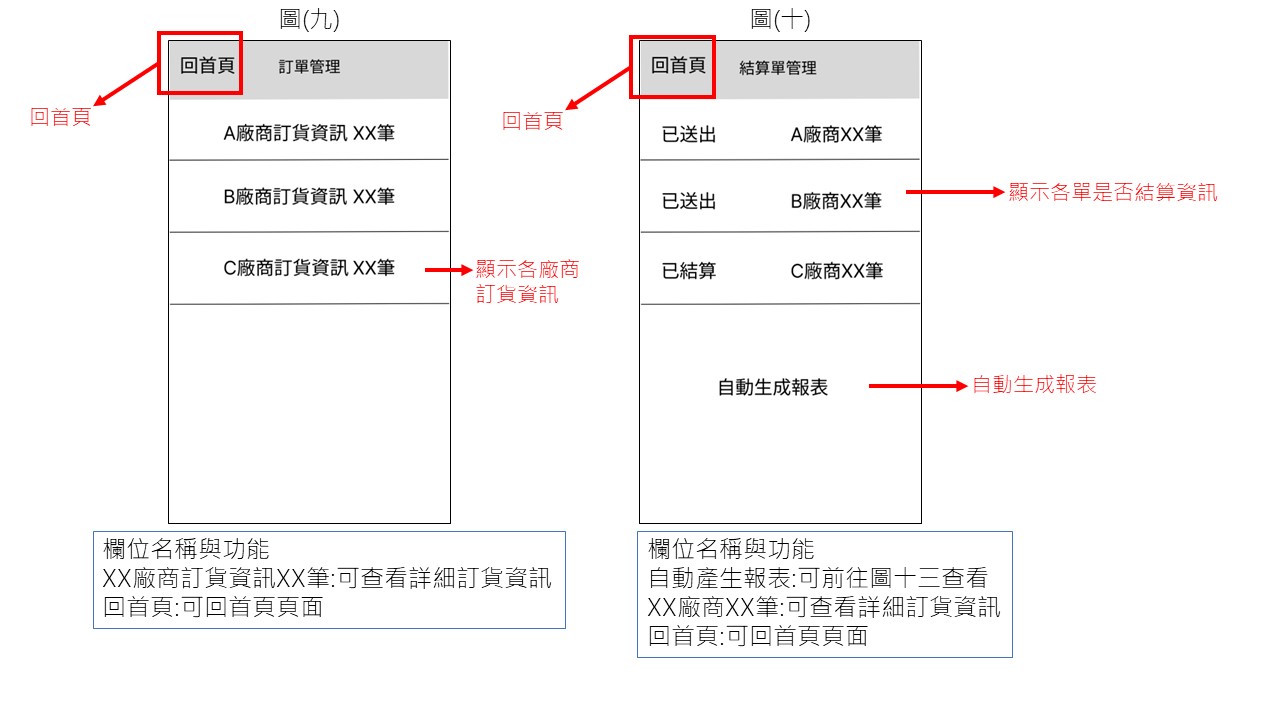 圖(九)
回首頁
訂單管理
回首頁
A廠商訂貨資訊 XX筆
B廠商訂貨資訊 XX筆
C廠商訂貨資訊 XX筆
顯示各廠商
訂貨資訊
欄位名稱與功能
XX廠商訂貨資訊XX筆:可查看詳細訂貨資訊
回首頁:可回首頁頁面
圖(十)
回首頁
結算單管理
回首頁
已送出 A廠商XX筆
已送出 B廠商XX筆
顯示各單是否結算資訊
已結算 C廠商XX筆
自動生成報表
自動生成報表
欄位名稱與功能
自動產生報表:可前往圖十三查看
XX廠商XX筆:可查看詳細訂貨資訊
回首頁:可回首頁頁面